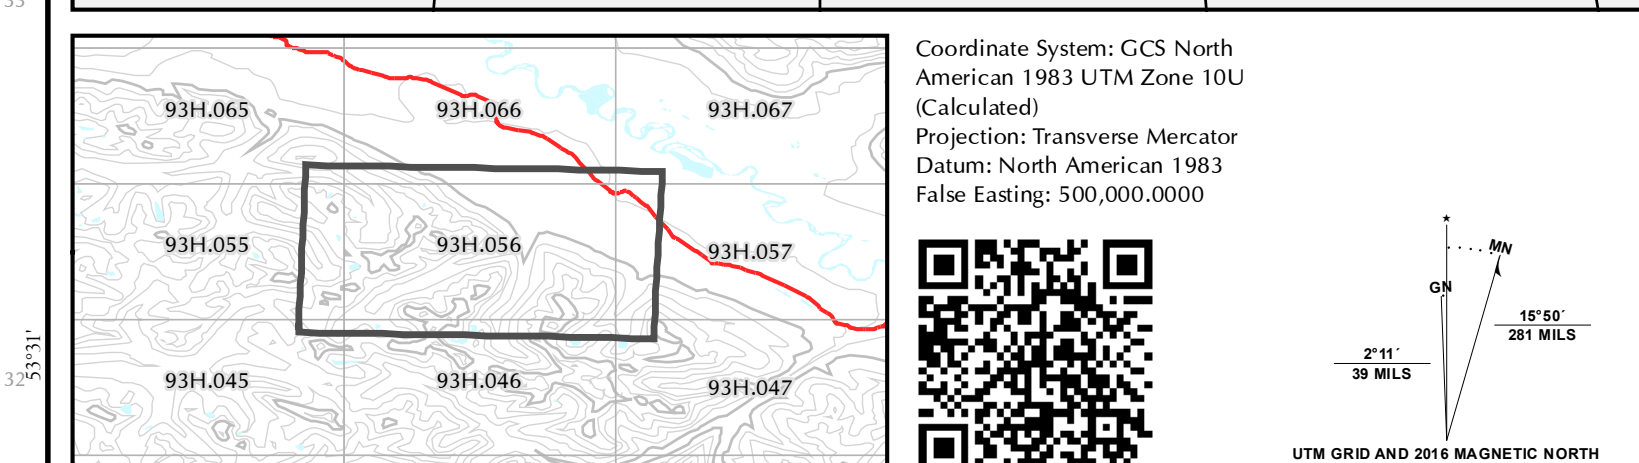 33
93H.065
93H.066
93H.067
93H.055
93H.056
93H.057
93H.045
93H.046
93H.047
53°31'
32
Coordinate System: GCS North
American 1983 UTM Zone 10U
(Calculated)
Projection: Transverse Mercator
Datum: North American 1983
False Easting: 500,000.0000
MN
GN
15°50´
281 MILS
2°11´
39 MILS
UTM GRID AND 2016 MAGNETIC NORTH